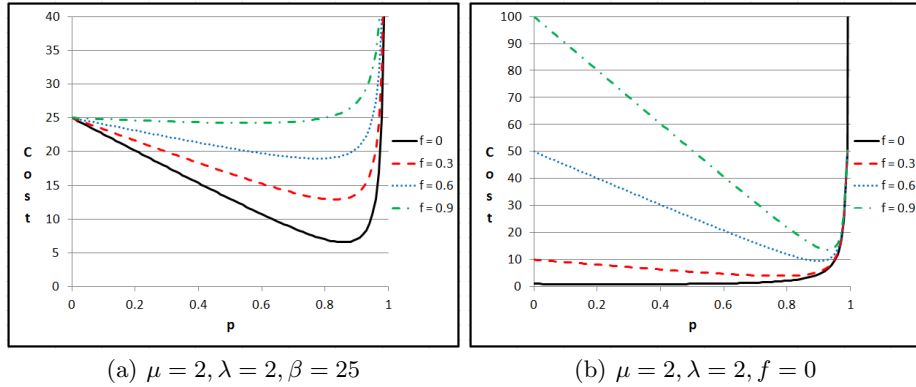 40
35
30
25
20
15
10
5
0
Cost
0 0.2 0.4 0.6 0.8 1
p
f = 0
f = 0.3
f = 0.6
f = 0.9
(a) μ = 2, λ = 2, β = 25
100
90
80
70
60
50
40
30
20
10
0
Cost
0 0.2 0.4 0.6 0.8 1
p
f = 0
f = 0.3
f = 0.6
f = 0.9
(b) μ = 2, λ = 2, f = 0